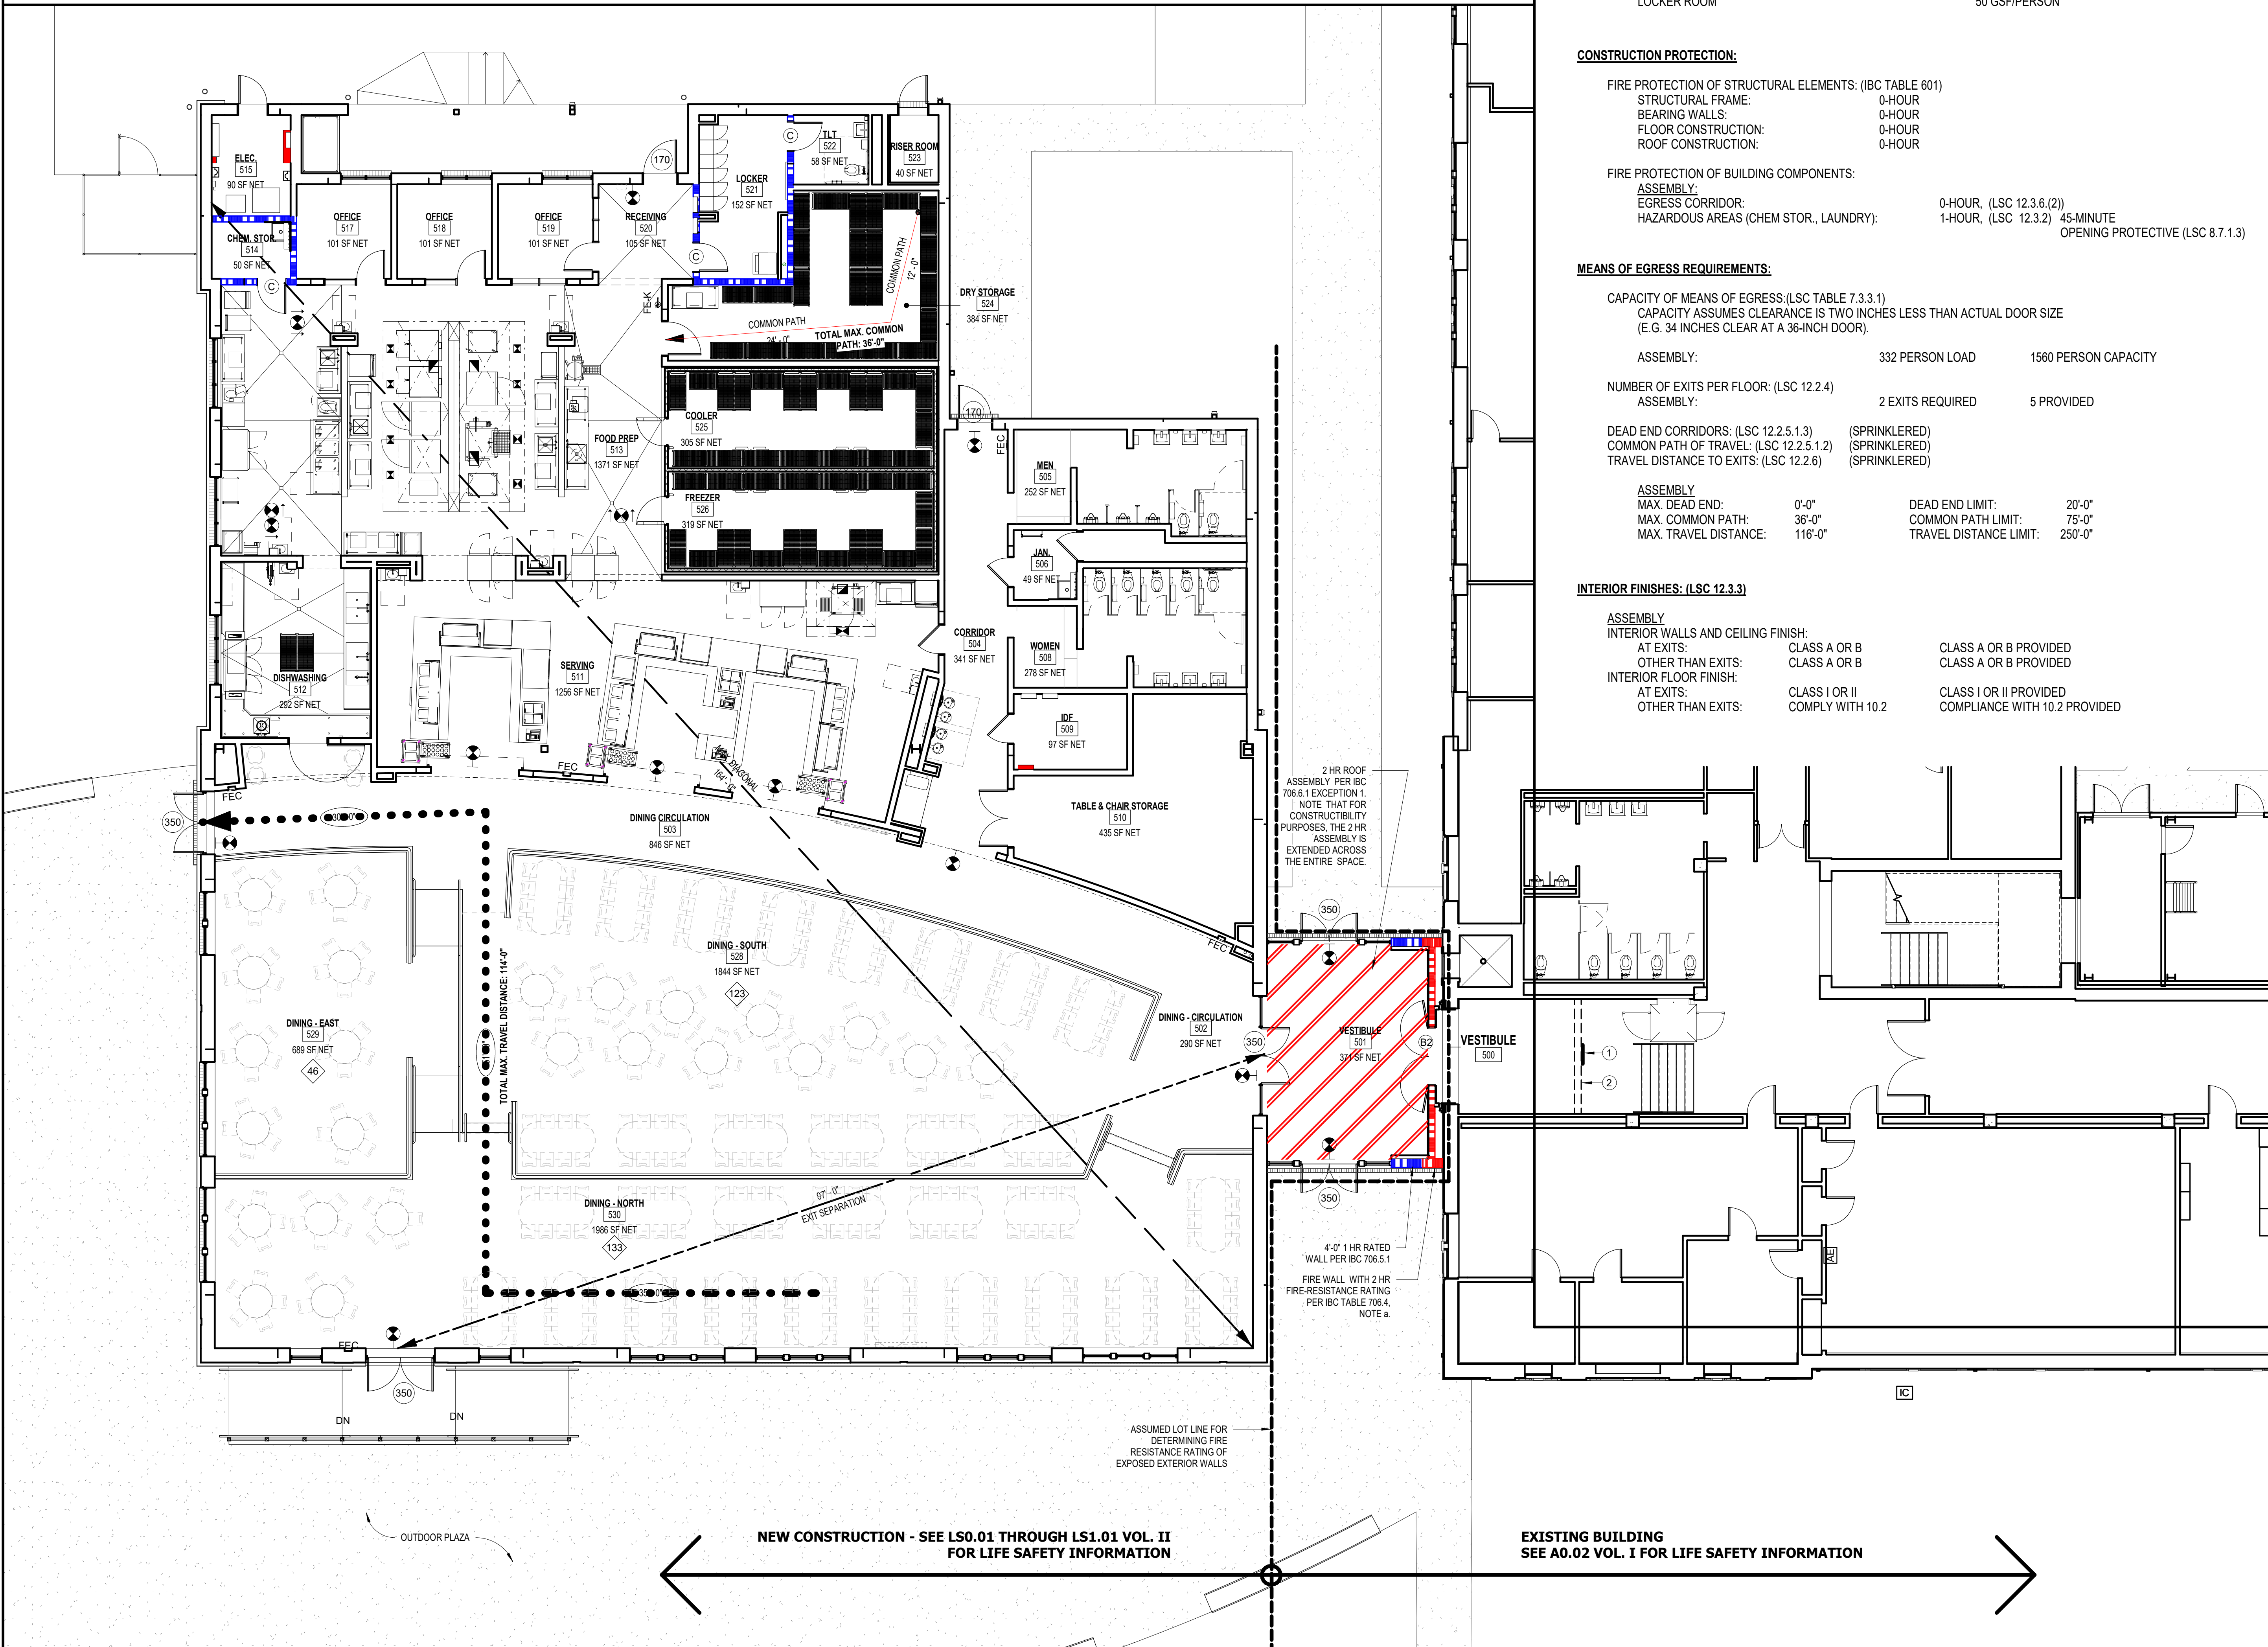 LOCKER ROOM 50 GSF/PERSON
CONSTRUCTION PROTECTION:
FIRE PROTECTION OF STRUCTURAL ELEMENTS: (IBC TABLE 601)
STRUCTURAL FRAME: 0-HOUR
BEARING WALLS: 0-HOUR
FLOOR CONSTRUCTION: 0-HOUR
ROOF CONSTRUCTION: 0-HOUR
FIRE PROTECTION OF BUILDING COMPONENTS:
ASSEMBLY:
EGRESS CORRIDOR: 0-HOUR, (LSC 12.3.6.(2))
HAZARDOUS AREAS (CHEM STOR., LAUNDRY): 1-HOUR, (LSC 12.3.2) 45-MINUTE
OPENING PROTECTIVE (LSC 8.7.1.3)
MEANS OF EGRESS REQUIREMENTS:
CAPACITY OF MEANS OF EGRESS:(LSC TABLE 7.3.3.1)
CAPACITY ASSUMES CLEARANCE IS TWO INCHES LESS THAN ACTUAL DOOR SIZE
(E.G. 34 INCHES CLEAR AT A 36-INCH DOOR).
ASSEMBLY: 332 PERSON LOAD 1560 PERSON CAPACITY
NUMBER OF EXITS PER FLOOR: (LSC 12.2.4)
ASSEMBLY: 2 EXITS REQUIRED 5 PROVIDED
DEAD END CORRIDORS: (LSC 12.2.5.1.3) (SPRINKLERED)
COMMON PATH OF TRAVEL: (LSC 12.2.5.1.2) (SPRINKLERED)
TRAVEL DISTANCE TO EXITS: (LSC 12.2.6) (SPRINKLERED)
ASSEMBLY
MAX. DEAD END: 0'-0" DEAD END LIMIT: 20'-0"
MAX. COMMON PATH: 36'-0" COMMON PATH LIMIT: 75'-0"
MAX. TRAVEL DISTANCE: 116'-0" TRAVEL DISTANCE LIMIT: 250'-0"
INTERIOR FINISHES: (LSC 12.3.3)
ASSEMBLY
INTERIOR WALLS AND CEILING FINISH:
AT EXITS: CLASS A OR B CLASS A OR B PROVIDED
OTHER THAN EXITS: CLASS A OR B CLASS A OR B PROVIDED
INTERIOR FLOOR FINISH:
AT EXITS: CLASS I OR II CLASS I OR II PROVIDED
OTHER THAN EXITS: COMPLY WITH 10.2 COMPLIANCE WITH 10.2 PROVIDED
ELEC.
515
90 SF NET
CHEM. STOR.
514
50 SF NET
C
OFFICE
517
101 SF NET
OFFICE
518
101 SF NET
OFFICE
519
101 SF NET
170
RECEIVING
520
105 SF NET
C
LOCKER
521
152 SF NET
C
TLT
522
58 SF NET
RISER ROOM
523
40 SF NET
FE-K
COMMON PATH
12' - 0"
COMMON PATH
24' - 0"
TOTAL MAX. COMMON
PATH: 36'-0"
DRY STORAGE
524
384 SF NET
COOLER
525
305 SF NET
FOOD PREP
513
1371 SF NET
FREEZER
526
319 SF NET
170
FEC
MEN
505
252 SF NET
JAN.
506
49 SF NET
CORRIDOR
504
341 SF NET
WOMEN
508
278 SF NET
IDF
509
97 SF NET
TABLE & CHAIR STORAGE
510
435 SF NET
DISHWASHING
512
292 SF NET
SERVING
511
1256 SF NET
FEC
FEC
MAX DIAGONAL
164' - 0"
350
DINING CIRCULATION
503
846 SF NET
TOTAL MAX. TRAVEL DISTANCE: 114'-0"
DINING - SOUTH
528
1844 SF NET
123
DINING - EAST
529
689 SF NET
46
DINING - CIRCULATION
502
290 SF NET
350
FEC
350
VESTIBULE
501
371 SF NET
B2
350
VESTIBULE
500
1
2
DINING - NORTH
530
1986 SF NET
133
97' - 0"
EXIT SEPARATION
FEC
350
DN
DN
2 HR ROOF
ASSEMBLY PER IBC
706.6.1 EXCEPTION 1.
NOTE THAT FOR
CONSTRUCTIBILITY
PURPOSES, THE 2 HR
ASSEMBLY IS
EXTENDED ACROSS
THE ENTIRE SPACE.
4'-0" 1 HR RATED
WALL PER IBC 706.5.1
FIRE WALL WITH 2 HR
FIRE-RESISTANCE RATING
PER IBC TABLE 706.4,
NOTE a.
AE
IC
ASSUMED LOT LINE FOR
DETERMINING FIRE
RESISTANCE RATING OF
EXPOSED EXTERIOR WALLS
OUTDOOR PLAZA
NEW CONSTRUCTION - SEE LS0.01 THROUGH LS1.01 VOL. II
FOR LIFE SAFETY INFORMATION
EXISTING BUILDING
SEE A0.02 VOL. I FOR LIFE SAFETY INFORMATION